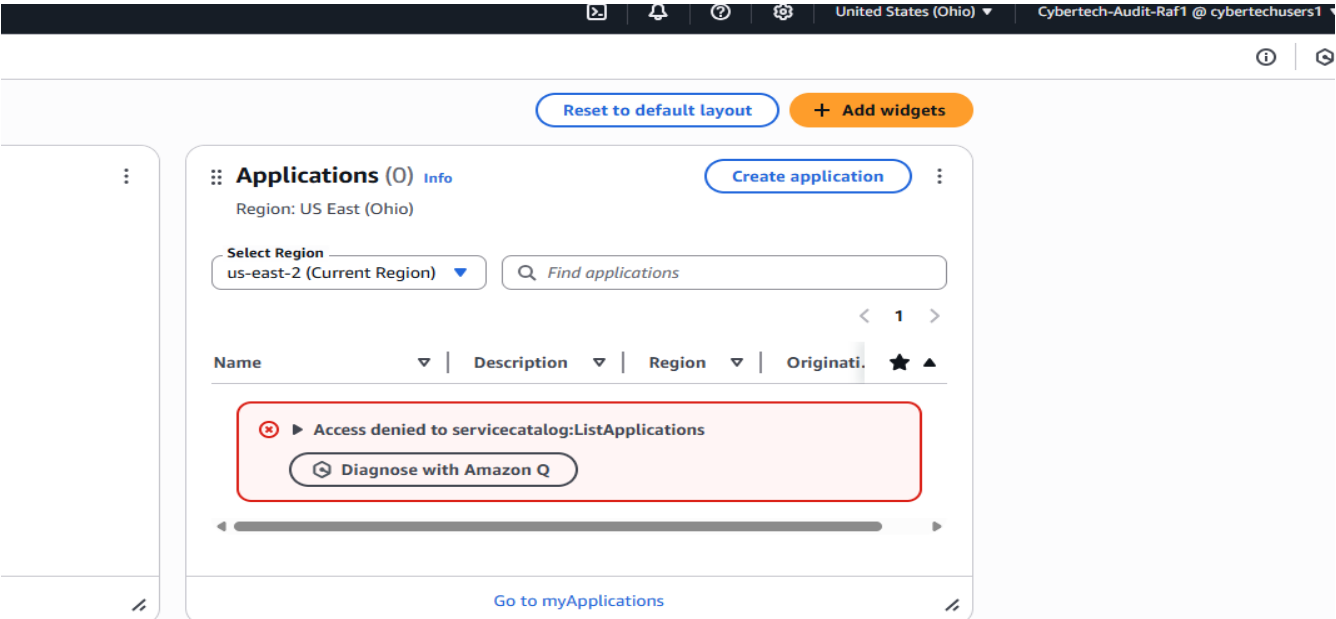 United States (Ohio) Cybertech-Audit-Raf1 @ cybertechusers1
Reset to default layout + Add widgets
Applications (0) Info Create application
Region: US East (Ohio)
Select Region
us-east-2 (Current Region) Find applications
1
Name Description Region Originati.
Access denied to servicecatalog:ListApplications
Diagnose with Amazon Q
Go to myApplications